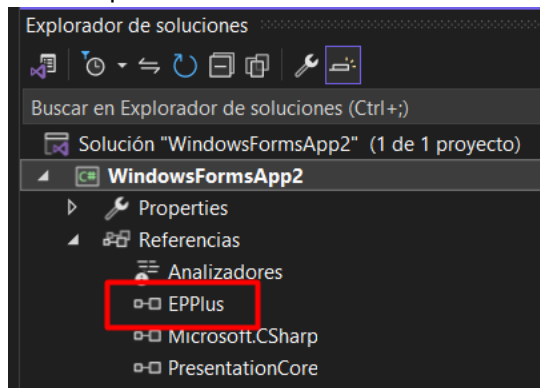 Explorador de soluciones
Buscar en Explorador de soluciones (Ctrl+;)
Solución "WindowsFormsApp2" (1 de 1 proyecto)
C# WindowsFormsApp2
Properties
Referencias
Analizadores
EPPlus
Microsoft.CSharp
PresentationCore